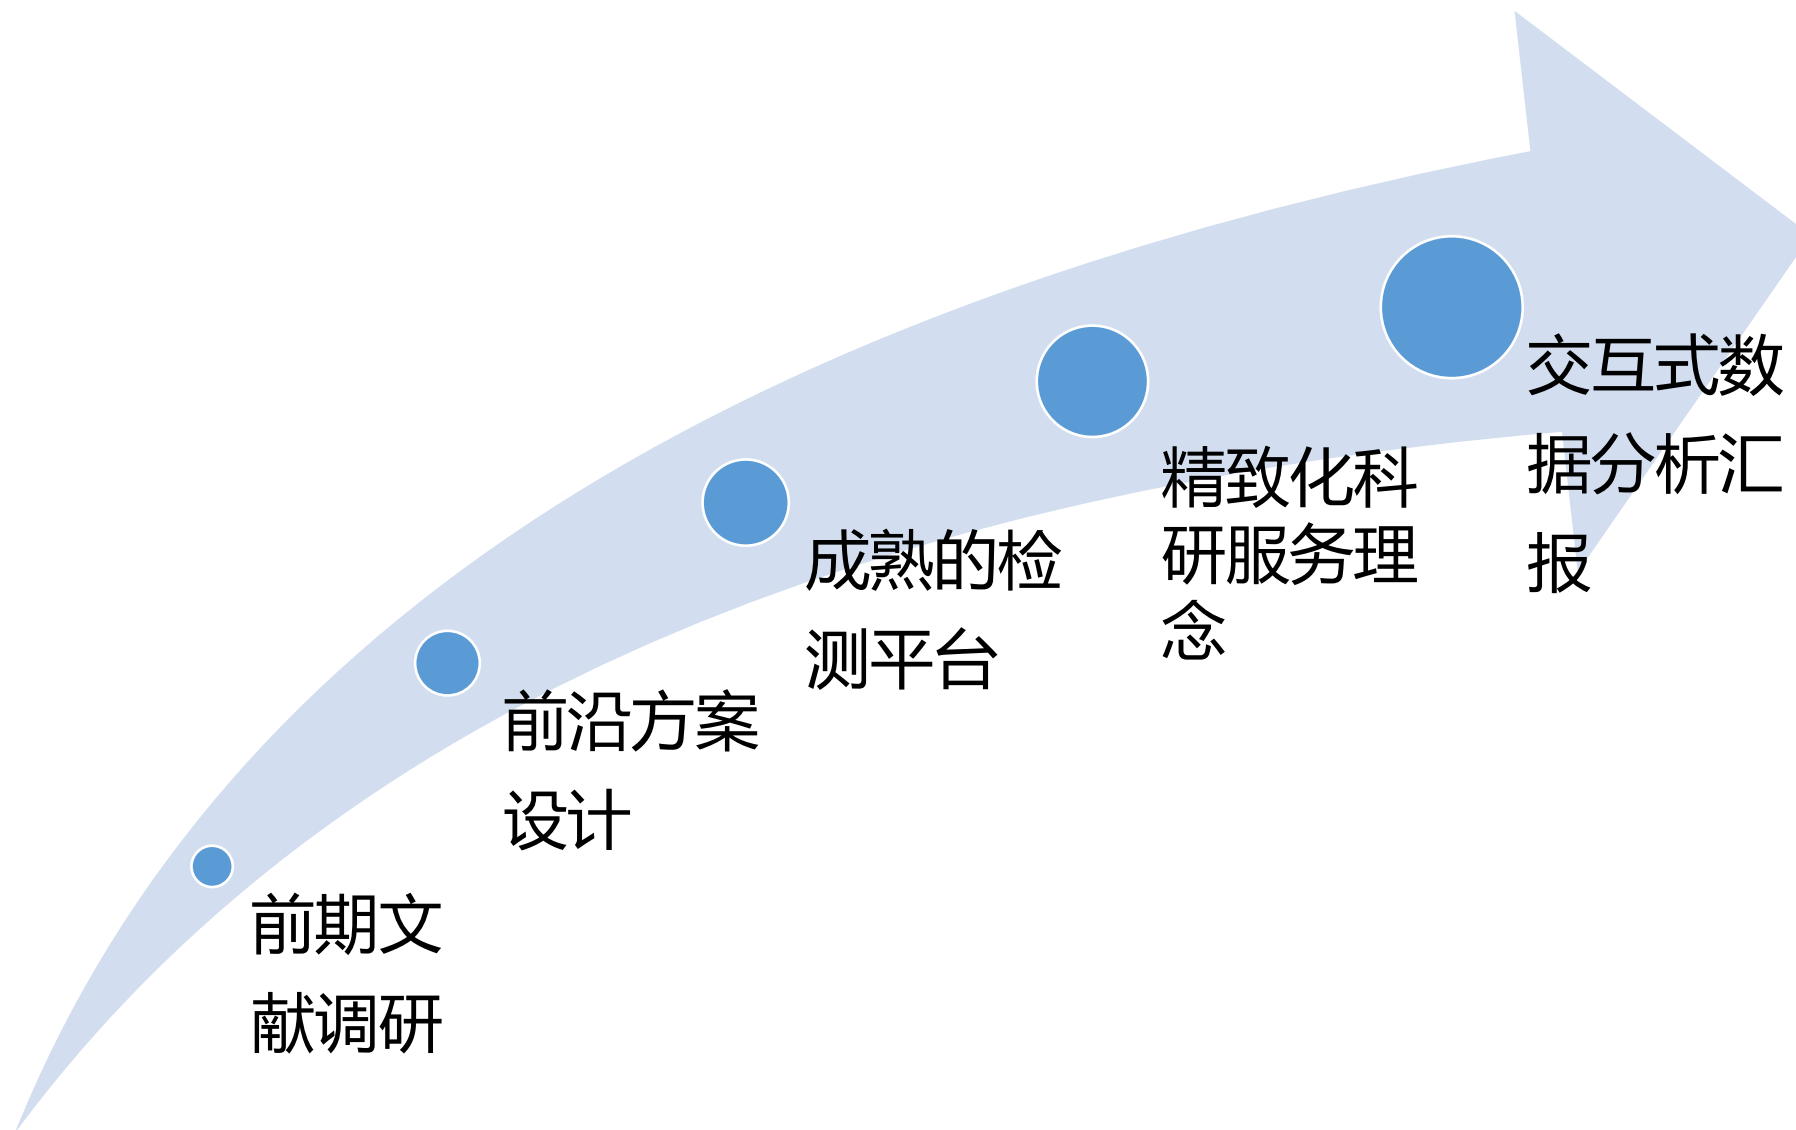 前期文
献调研
前沿方案
设计
成熟的检
测平台
精致化科
研服务理
念
交互式数
据分析汇
报